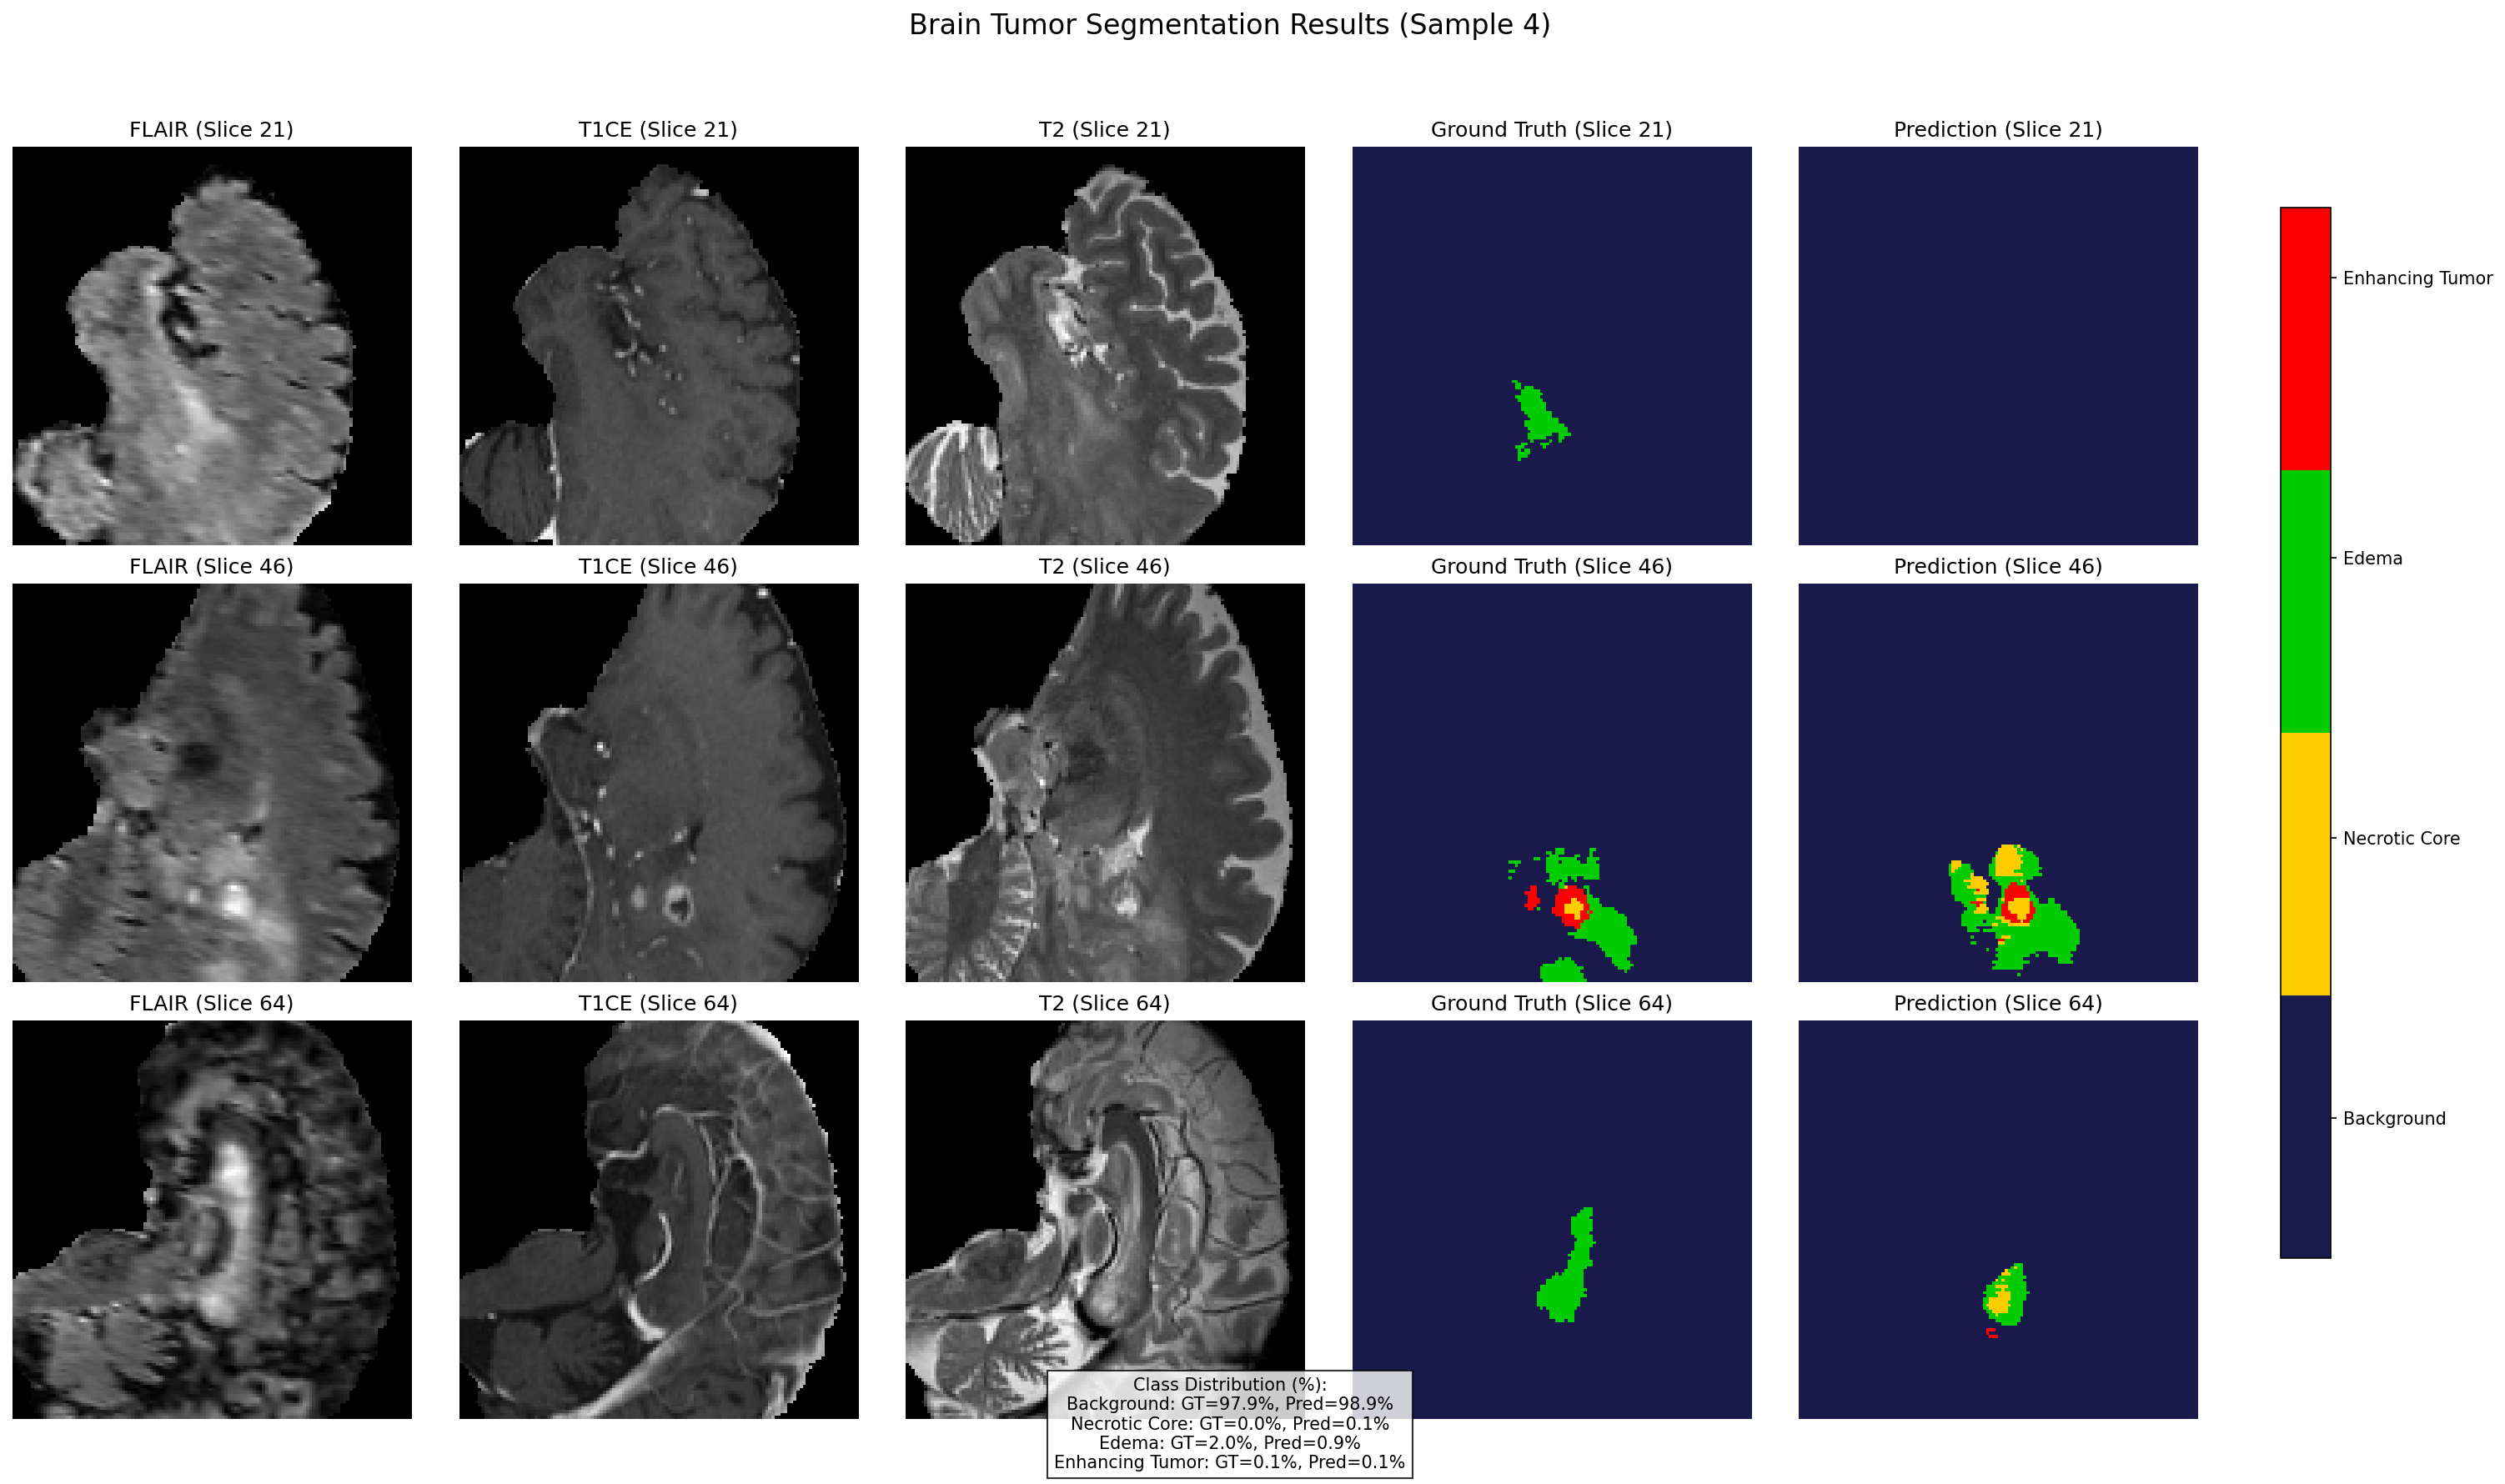 Brain Tumor Segmentation Results (Sample 4)
FLAIR (Slice 21)
T1CE (Slice 21)
T2 (Slice 21)
Ground Truth (Slice 21)
Prediction (Slice 21)
FLAIR (Slice 46)
T1CE (Slice 46)
T2 (Slice 46)
Ground Truth (Slice 46)
Prediction (Slice 46)
FLAIR (Slice 64)
T1CE (Slice 64)
T2 (Slice 64)
Ground Truth (Slice 64)
Prediction (Slice 64)
Enhancing Tumor
Edema
Necrotic Core
Background
Class Distribution (%):
Background: GT=97.9%, Pred=98.9%
Necrotic Core: GT=0.0%, Pred=0.1%
Edema: GT=2.0%, Pred=0.9%
Enhancing Tumor: GT=0.1%, Pred=0.1%